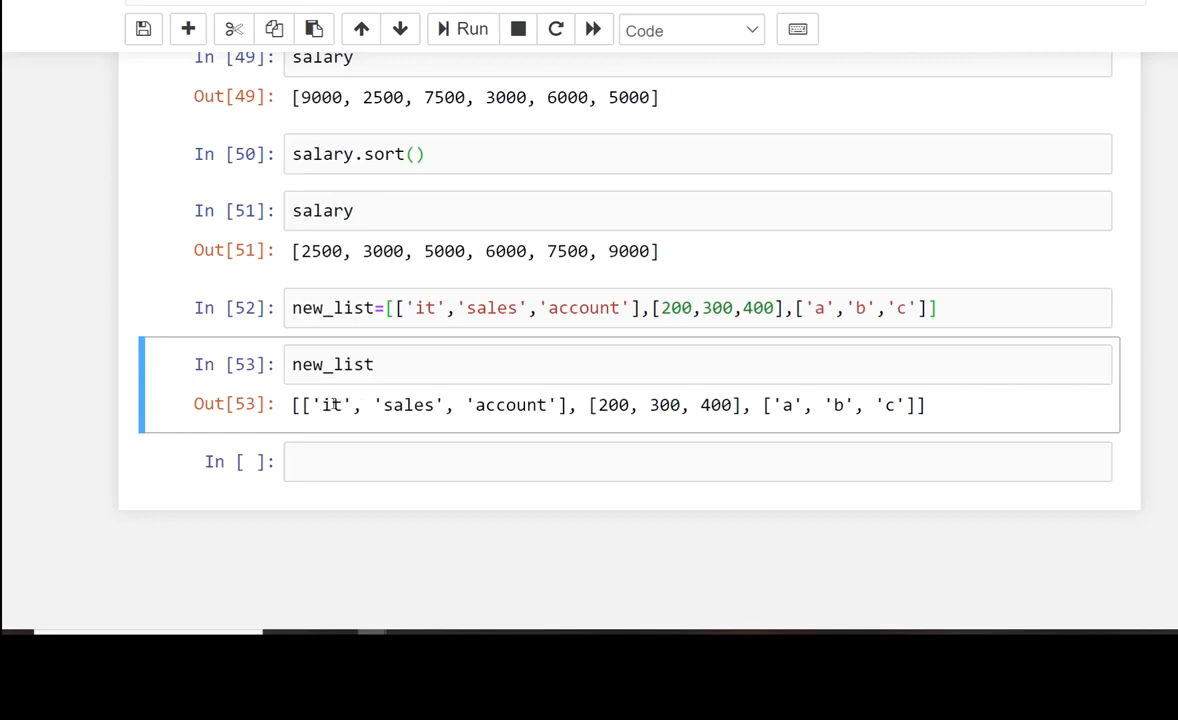 Run Code
In [49]: salary
Out[49]: [9000, 2500, 7500, 3000, 6000, 5000]
In [50]: salary.sort()
In [51]: salary
Out[51]: [2500, 3000, 5000, 6000, 7500, 9000]
In [52]: new_list=[['it','sales','account'],[200,300,400],['a','b','c']]
In [53]: new_list
Out[53]: [['it', 'sales', 'account'], [200, 300, 400], ['a', 'b', 'c']]
In [ ]: